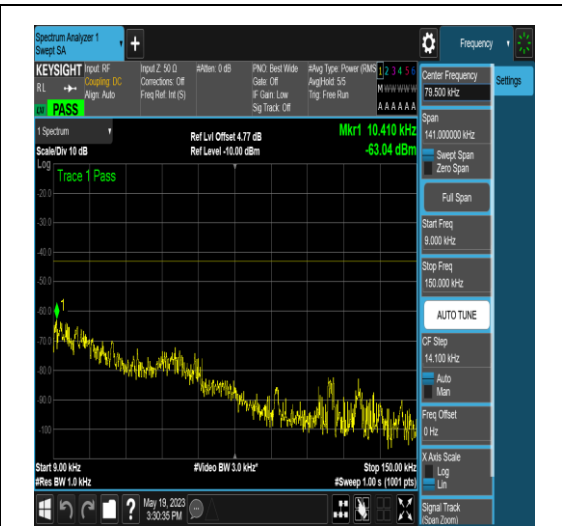 Spectrum Analyzer 1
Swept SA
+
Frequency
KEYSIGHT
RL
PASS
Input: RF
Coupling: DC
Align: Auto
Input Z: 50 Ω
Corrections: Off
Freq Ref: Int (S)
#Atten: 0 dB
PNO: Best Wide
Gate: Off
IF Gain: Low
Sig Track: Off
#Avg Type: Power (RMS
Avg|Hold: 5/5
Trig: Free Run
1 2 3 4 5 6
M W W W W W
A A A A A A
1 Spectrum
Scale/Div 10 dB
Ref Lvl Offset 4.77 dB
Ref Level -10.00 dBm
Mkr1 10.410 kHz
-63.04 dBm
Log
Trace 1 Pass
-20.0
-30.0
-40.0
-50.0
-60.0
1
-70.0
-80.0
-90.0
-100
Start 9.00 kHz
#Res BW 1.0 kHz
#Video BW 3.0 kHz*
Stop 150.00 kHz
#Sweep 1.00 s (1001 pts)
?
May 19, 2023
3:30:35 PM
Center Frequency
79.500 kHz
Settings
Span
141.000000 kHz
Swept Span
Zero Span
Full Span
Start Freq
9.000 kHz
Stop Freq
150.000 kHz
AUTO TUNE
CF Step
14.100 kHz
Auto
Man
Freq Offset
0 Hz
X Axis Scale
Log
Lin
Signal Track
(Span Zoom)